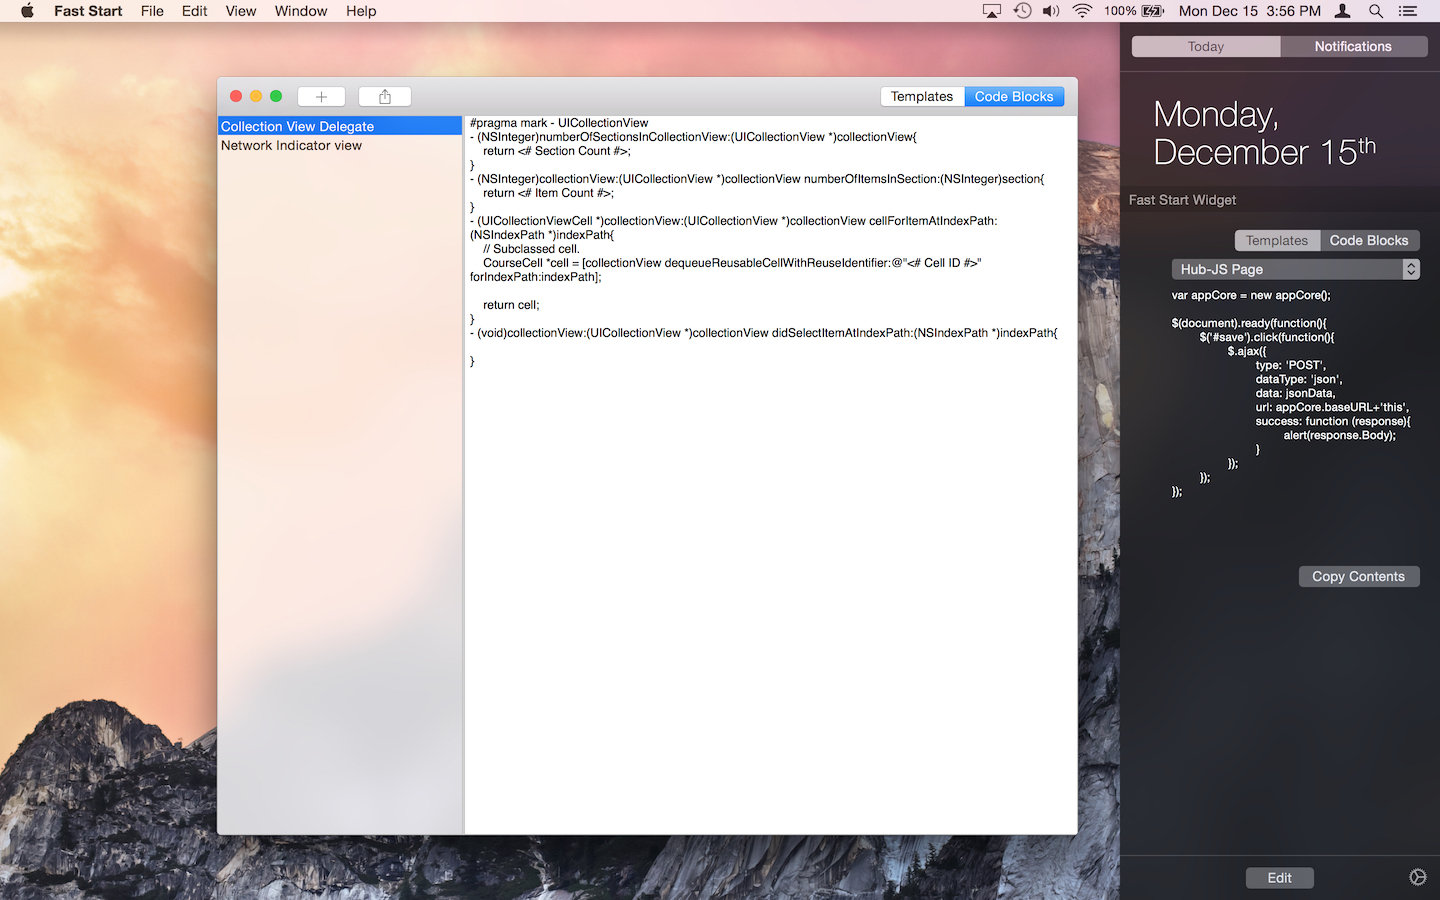 Fast Start File Edit View Window Help 100% Mon Dec 15 3:56 PM
Templates Code Blocks
Collection View Delegate
Network Indicator view
#pragma mark - UICollectionView
- (NSInteger)numberOfSectionsInCollectionView:(UICollectionView *)collectionView{
return <# Section Count #>;
}
- (NSInteger)collectionView:(UICollectionView *)collectionView numberOfItemsInSection:(NSInteger)section{
return <# Item Count #>;
}
- (UICollectionViewCell *)collectionView:(UICollectionView *)collectionView cellForItemAtIndexPath:
(NSIndexPath *)indexPath{
// Subclassed cell.
CourseCell *cell = [collectionView dequeueReusableCellWithReuseIdentifier:@"<# Cell ID #>"
forIndexPath:indexPath];
return cell;
}
- (void)collectionView:(UICollectionView *)collectionView didSelectItemAtIndexPath:(NSIndexPath *)indexPath{
}
Today Notifications
Monday,
December 15th
Fast Start Widget
Templates Code Blocks
Hub-JS Page
var appCore = new appCore();
$(document).ready(function(){
$('#save').click(function(){
$.ajax({
type: 'POST',
dataType: 'json',
data: jsonData,
url: appCore.baseURL+'this',
success: function (response){
alert(response.Body);
}
});
});
});
Copy Contents
Edit